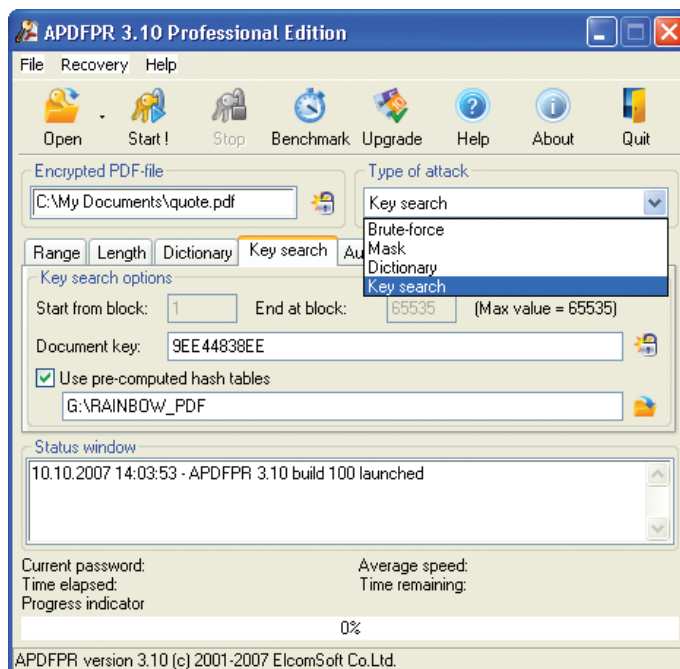 APDFPR 3.10 Professional Edition
File Recovery Help
Open Start! Stop Benchmark Upgrade Help About Quit
Encrypted PDF-file
C:\My Documents\quote.pdf
Type of attack
Key search
Brute-force
Mask
Dictionary
Key search
Range Length Dictionary Key search Au
Key search options
Start from block: 1 End at block: 65535 (Max value = 65535)
Document key: 9EE44838EE
Use pre-computed hash tables
G:\RAINBOW_PDF
Status window
10.10.2007 14:03:53 - APDFPR 3.10 build 100 launched
Current password: Average speed:
Time elapsed: Time remaining:
Progress indicator
0%
APDFPR version 3.10 (c) 2001-2007 ElcomSoft Co.Ltd.